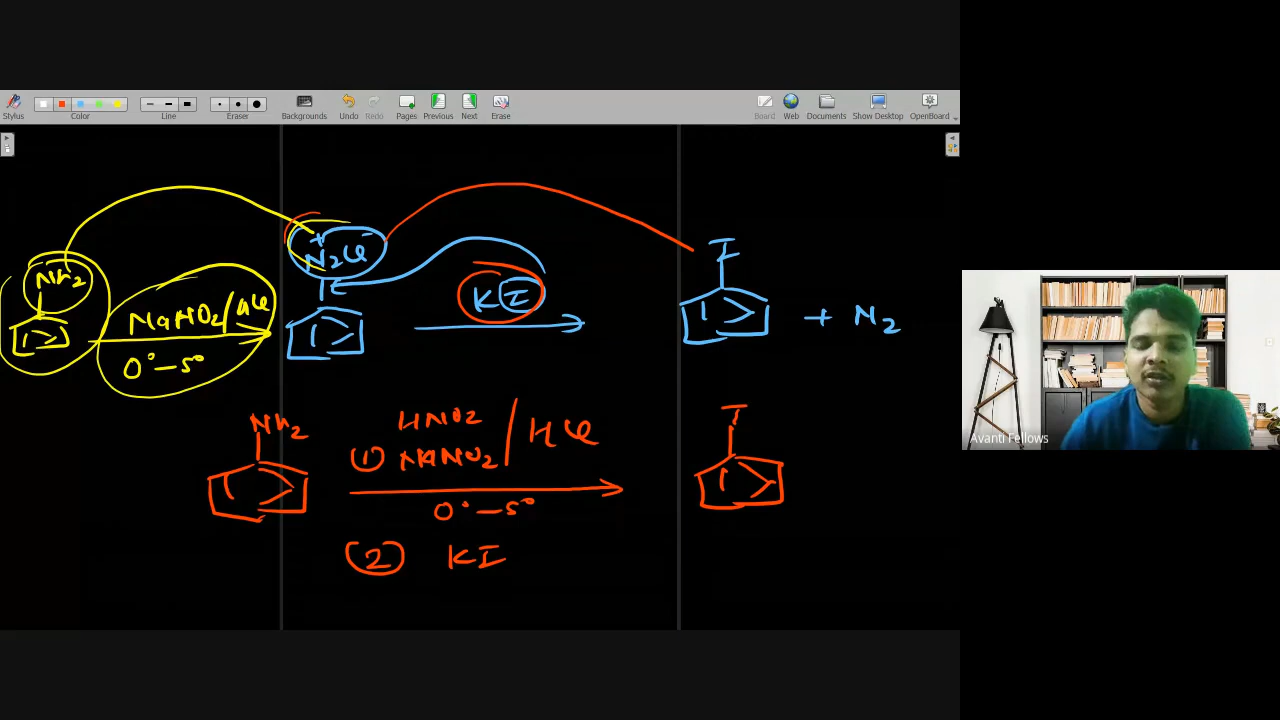 Stylus
Color
Line
Eraser
Backgrounds
Undo
Redo
Pages
Previous
Next
Erase
Board
Web
Documents
Show Desktop
OpenBoard
NH2
NaNO2/HCl
0°-5°
+ -
N2Cl
KI
I
+ N2
NH2
HNO2
① NaNO2 / HCl
0°-5°
② KI
I
Avanti Fellows